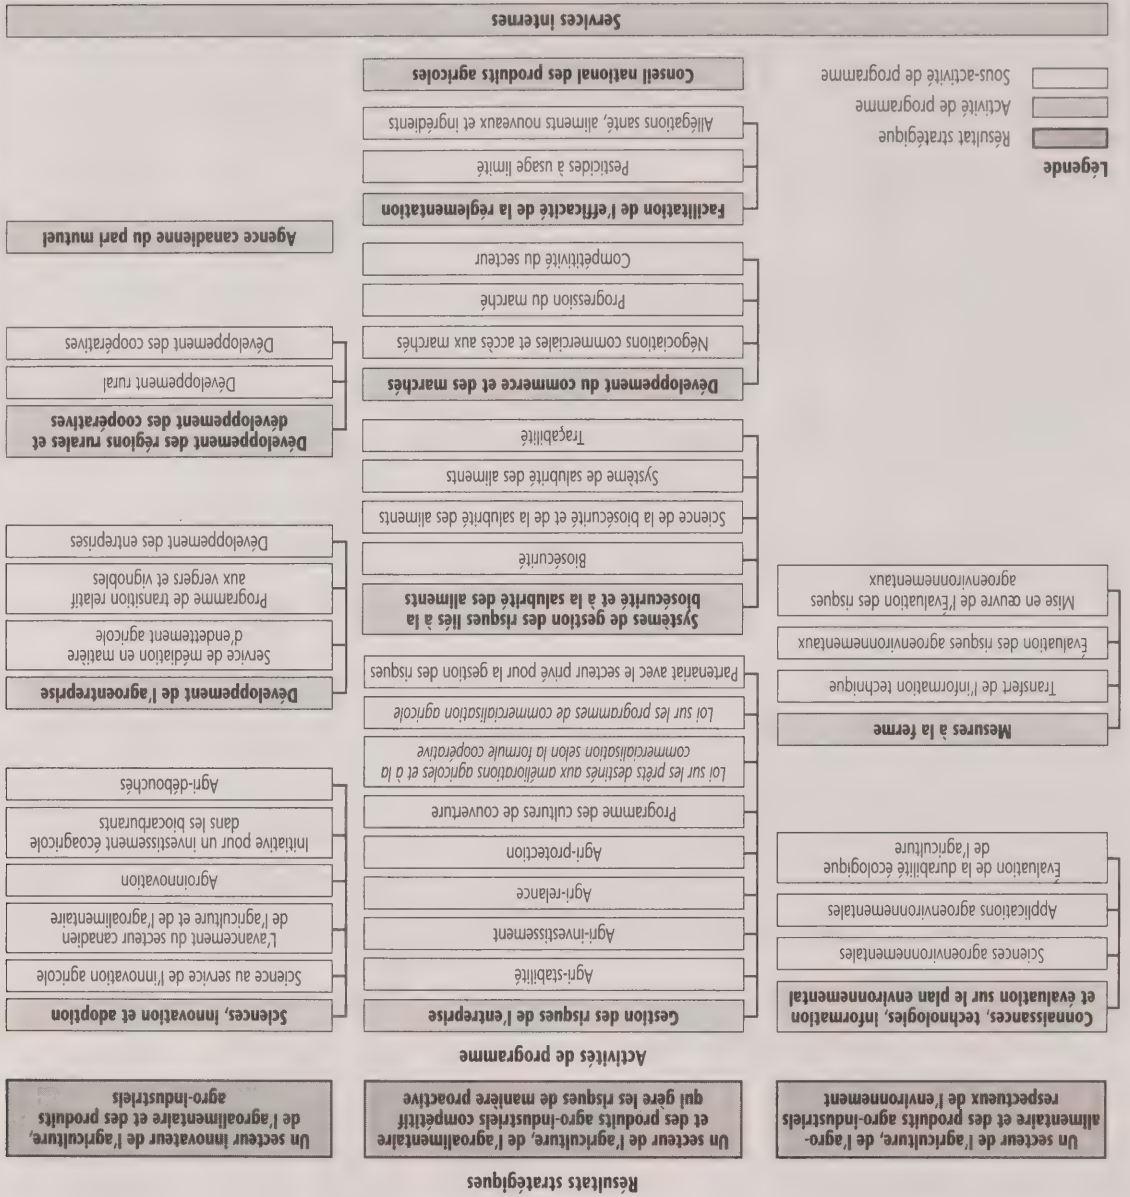 Résultats stratégiques
Un secteur de l'agriculture, de l'agro-
alimentaire et des produits agro-industriels
respectueux de l'environnement
Un secteur de l'agriculture, de l'agroalimentaire
et des produits agro-industriels compétitif
qui gère les risques de manière proactive
Un secteur innovateur de l'agriculture,
de l'agroalimentaire et des produits
agro-industriels
Activités de programme
Connaissances, technologies, information
et évaluation sur le plan environnemental
Sciences agroenvironnementales
Applications agroenvironnementales
Évaluation de la durabilité écologique
de l'agriculture
Mesures à la ferme
Transfert de l'information technique
Évaluation des risques agroenvironnementaux
Mise en œuvre de l'Évaluation des risques
agroenvironnementaux
Gestion des risques de l'entreprise
Agri-stabilité
Agri-investissement
Agri-relance
Agri-protection
Programme des cultures de couverture
Loi sur les prêts destinés aux améliorations agricoles et à la
commercialisation selon la formule coopérative
Loi sur les programmes de commercialisation agricole
Partenariat avec le secteur privé pour la gestion des risques
Systèmes de gestion des risques liés à la
biosécurité et à la salubrité des aliments
Biosécurité
Science de la biosécurité et de la salubrité des aliments
Système de salubrité des aliments
Traçabilité
Développement du commerce et des marchés
Négociations commerciales et accès aux marchés
Progression du marché
Compétitivité du secteur
Facilitation de l'efficacité de la réglementation
Pesticides à usage limité
Allégations santé, aliments nouveaux et ingrédients
Conseil national des produits agricoles
Sciences, innovation et adoption
Science au service de l'innovation agricole
L'avancement du secteur canadien
de l'agriculture et de l'agroalimentaire
Agroinnovation
Initiative pour un investissement écoagricole
dans les biocarburants
Agri-débouchés
Développement de l'agroentreprise
Service de médiation en matière
d'endettement agricole
Programme de transition relatif
aux vergers et vignobles
Développement des entreprises
Développement des régions rurales et
développement des coopératives
Développement rural
Développement des coopératives
Agence canadienne du pari mutuel
Légende
Résultat stratégique
Activité de programme
Sous-activité de programme
Services internes